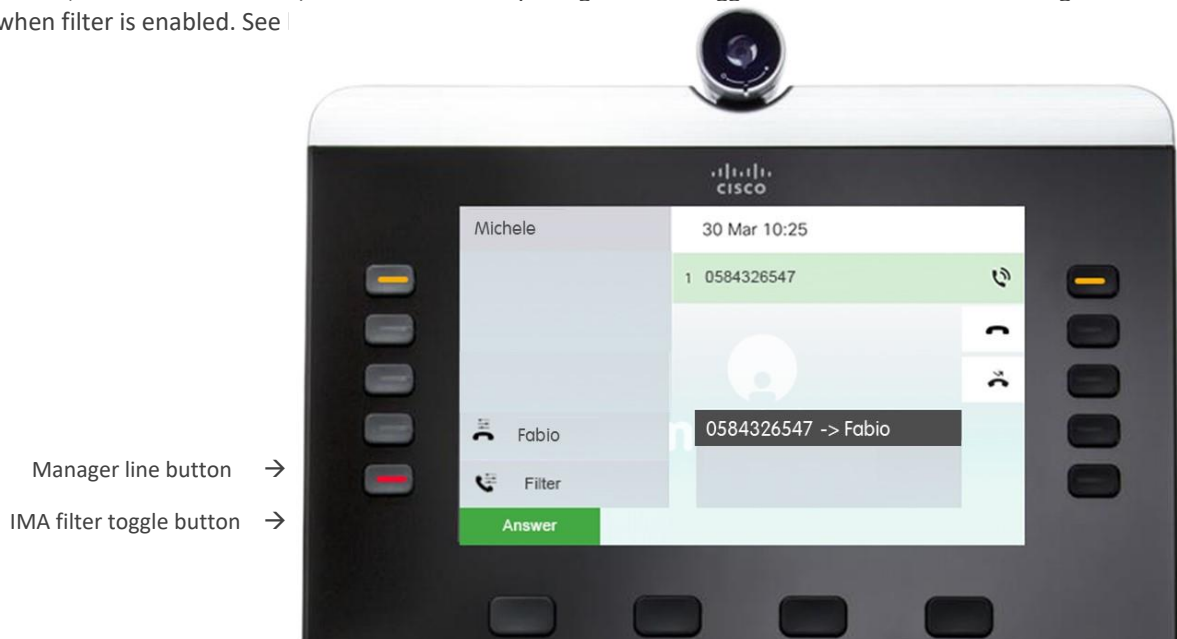 when filter is enabled. See
CISCO
Michele
30 Mar 10:25
1 0584326547
Fabio
0584326547 -> Fabio
Manager line button →
Filter
IMA filter toggle button →
Answer